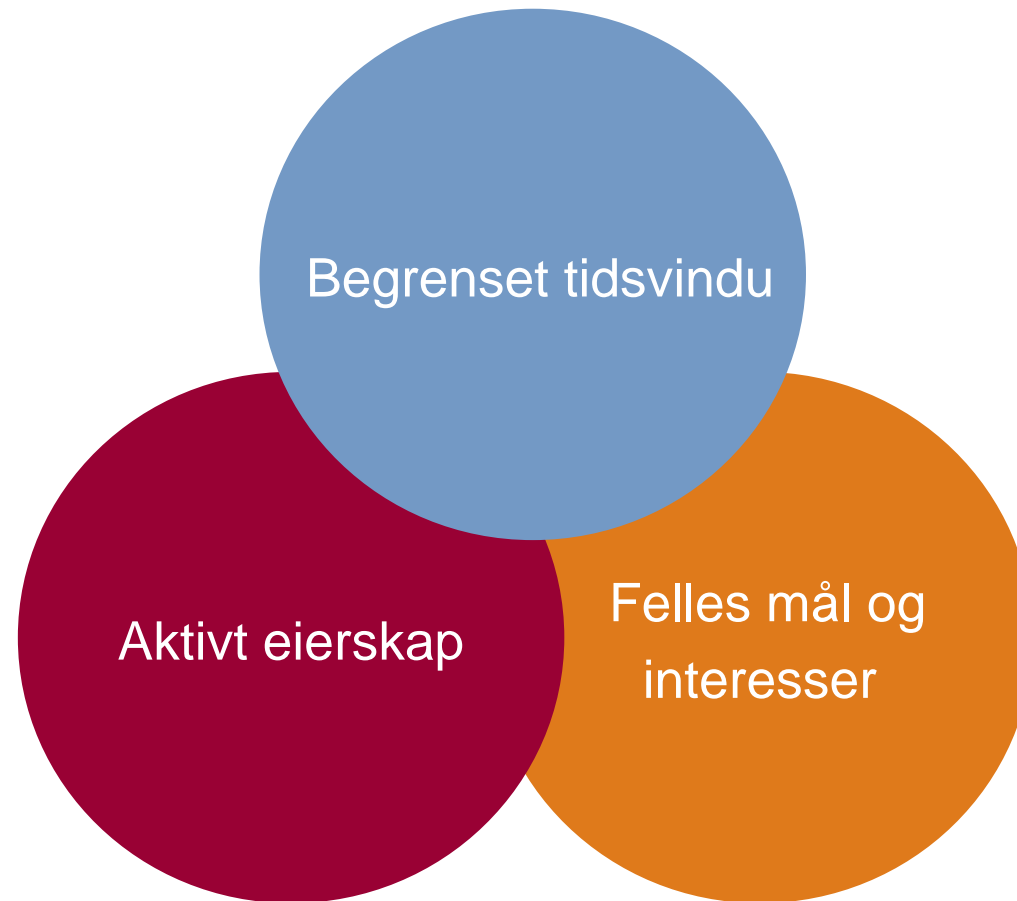 Begrenset tidsvindu
Aktivt eierskap
Felles mål og
interesser